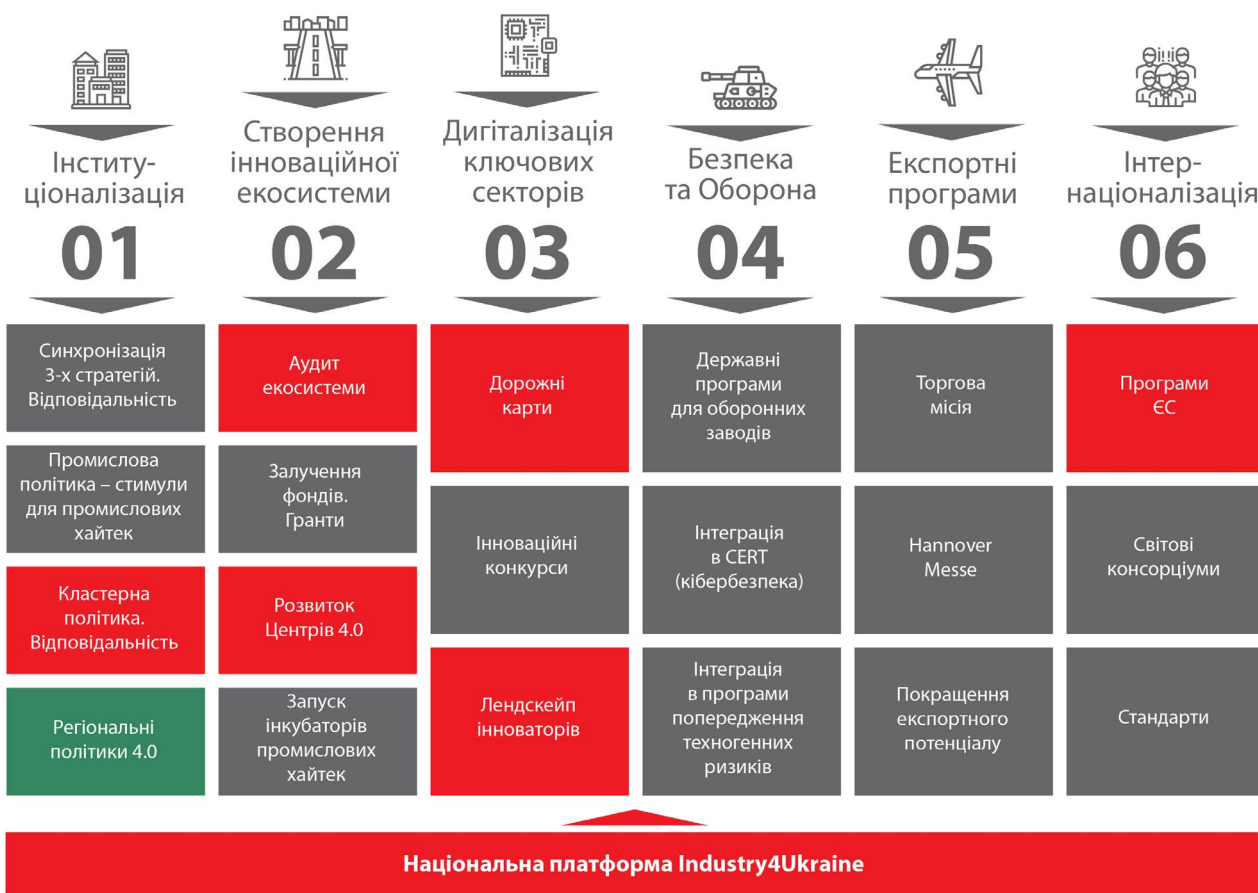 Інститу-
ціоналізація
01
Синхронізація
3-х стратегій.
Відповідальність
Промислова
політика – стимули
для промислових
хайтек
Кластерна
політика.
Відповідальність
Регіональні
політики 4.0
Створення
інноваційної
екосистеми
02
Аудит
екосистеми
Залучення
фондів.
Гранти
Розвиток
Центрів 4.0
Запуск
інкубаторів
промислових
хайтек
Дигіталізація
ключових
секторів
03
Дорожні
карти
Інноваційні
конкурси
Лендскейп
інноваторів
Безпека
та Оборона
04
Державні
програми
для оборонних
заводів
Інтеграція
в CERT
(кібербезпека)
Інтеграція
в програми
попередження
техногенних
ризиків
Експортні
програми
05
Торгова
місія
Hannover
Messe
Покращення
експортного
потенціалу
Інтер-
націоналізація
06
Програми
ЄС
Світові
консорціуми
Стандарти
Національна платформа Industry4Ukraine